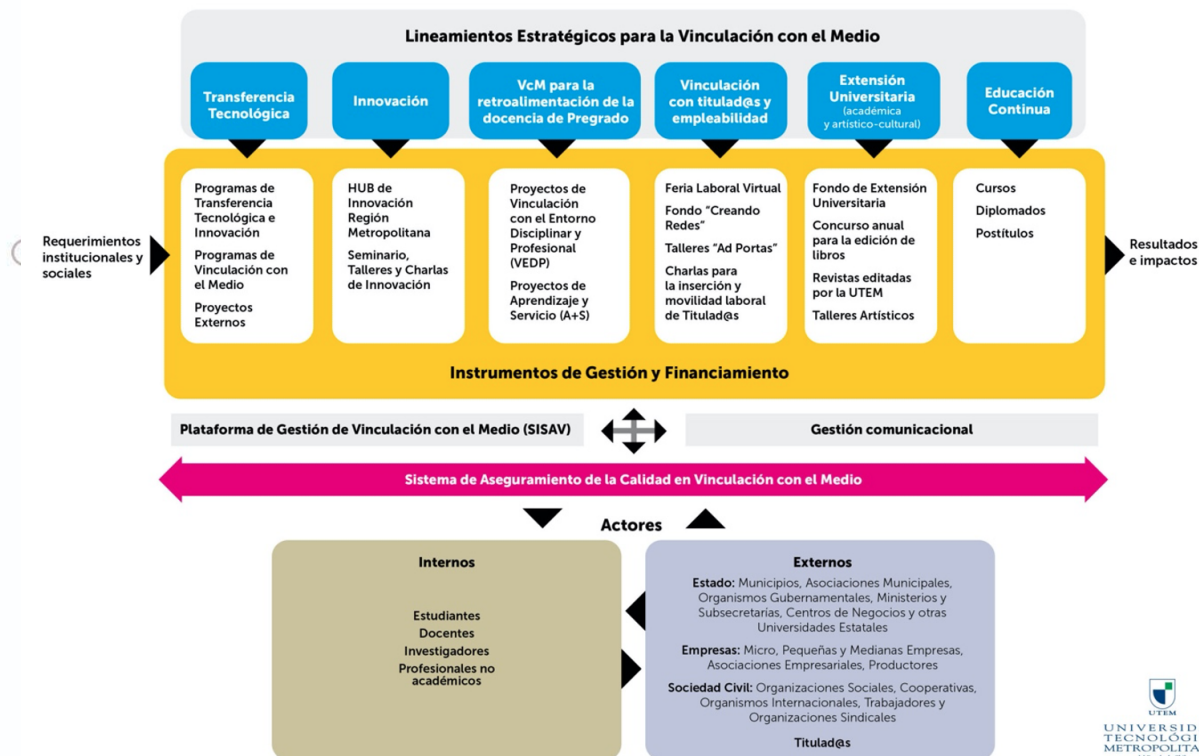 Lineamientos Estratégicos para la Vinculación con el Medio
Transferencia
Tecnológica
Innovación
VcM para la
retroalimentación de la
docencia de Pregrado
Vinculación
con titulad@s y
empleabilidad
Extensión
Universitaria
(académica
y artístico-cultural)
Educación
Continua
Requerimientos
institucionales y
sociales
Programas de
Transferencia
Tecnológica e
Innovación
Programas de
Vinculación con
el Medio
Proyectos
Externos
HUB de
Innovación
Región
Metropolitana
Seminario,
Talleres y Charlas
de Innovación
Proyectos de
Vinculación
con el Entorno
Disciplinar y
Profesional
(VEDP)
Proyectos de
Aprendizaje y
Servicio (A+S)
Feria Laboral Virtual
Fondo "Creando
Redes"
Talleres "Ad Portas"
Charlas para
la inserción y
movilidad laboral
de Titulad@s
Fondo de Extensión
Universitaria
Concurso anual
para la edición de
libros
Revistas editadas
por la UTEM
Talleres Artísticos
Cursos
Diplomados
Postítulos
Resultados
e impactos
Instrumentos de Gestión y Financiamiento
Plataforma de Gestión de Vinculación con el Medio (SISAV)
Gestión comunicacional
Sistema de Aseguramiento de la Calidad en Vinculación con el Medio
Actores
Internos
Estudiantes
Docentes
Investigadores
Profesionales no
académicos
Externos
Estado: Municipios, Asociaciones Municipales,
Organismos Gubernamentales, Ministerios y
Subsecretarías, Centros de Negocios y otras
Universidades Estatales
Empresas: Micro, Pequeñas y Medianas Empresas,
Asociaciones Empresariales, Productores
Sociedad Civil: Organizaciones Sociales, Cooperativas,
Organismos Internacionales, Trabajadores y
Organizaciones Sindicales
Titulad@s
UTEM
UNIVERSID
TECNOLÓGI
METROPOLITA